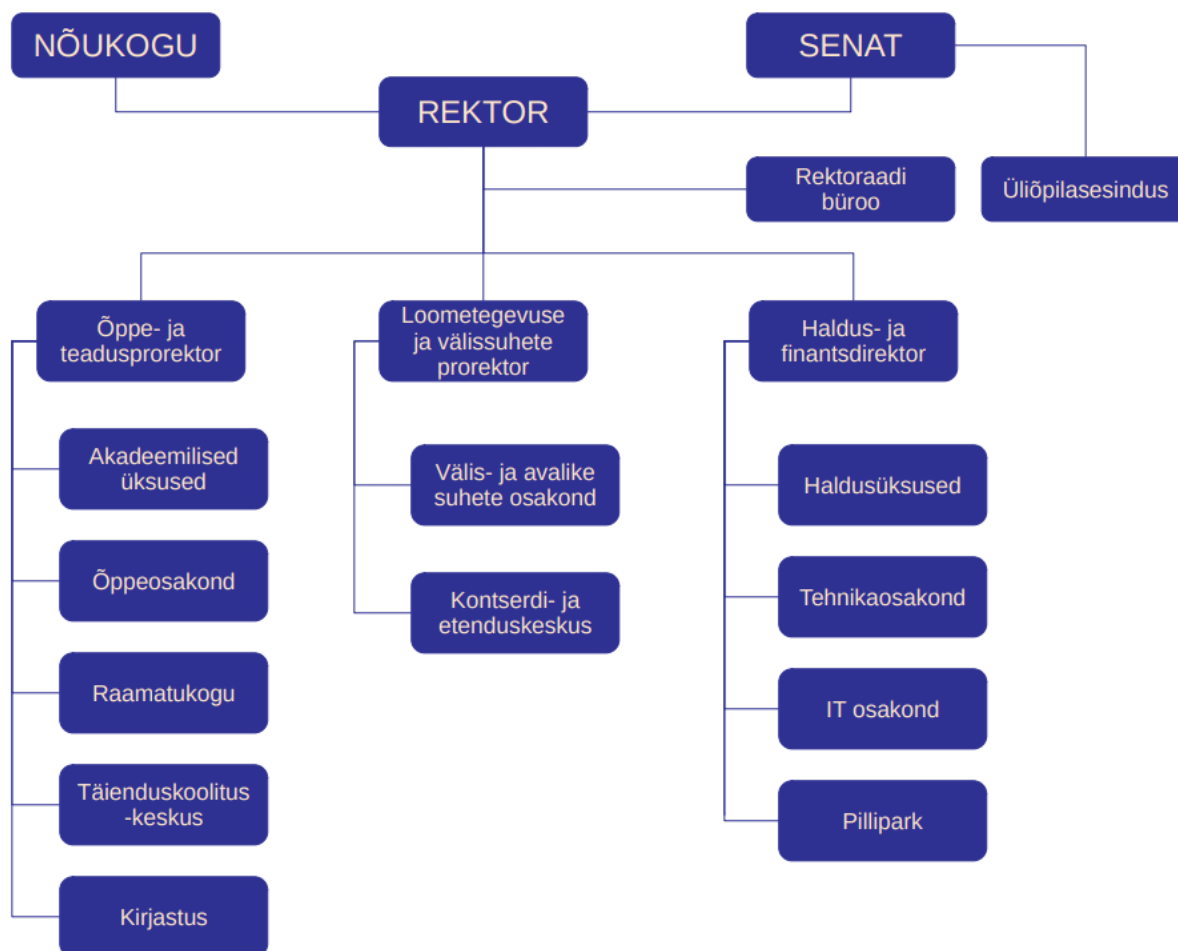 NÕUKOGU
SENAT
REKTOR
Rektoraadi
büroo
Üliõpilasesindus
Õppe- ja
teadusprorektor
Loometegevuse
ja välissuhete
prorektor
Haldus- ja
finantsdirektor
Akadeemilised
üksused
Õppeosakond
Raamatukogu
Täienduskoolitus
-keskus
Kirjastus
Välis- ja avalike
suhete osakond
Kontserdi- ja
etenduskeskus
Haldusüksused
Tehnikaosakond
IT osakond
Pillipark